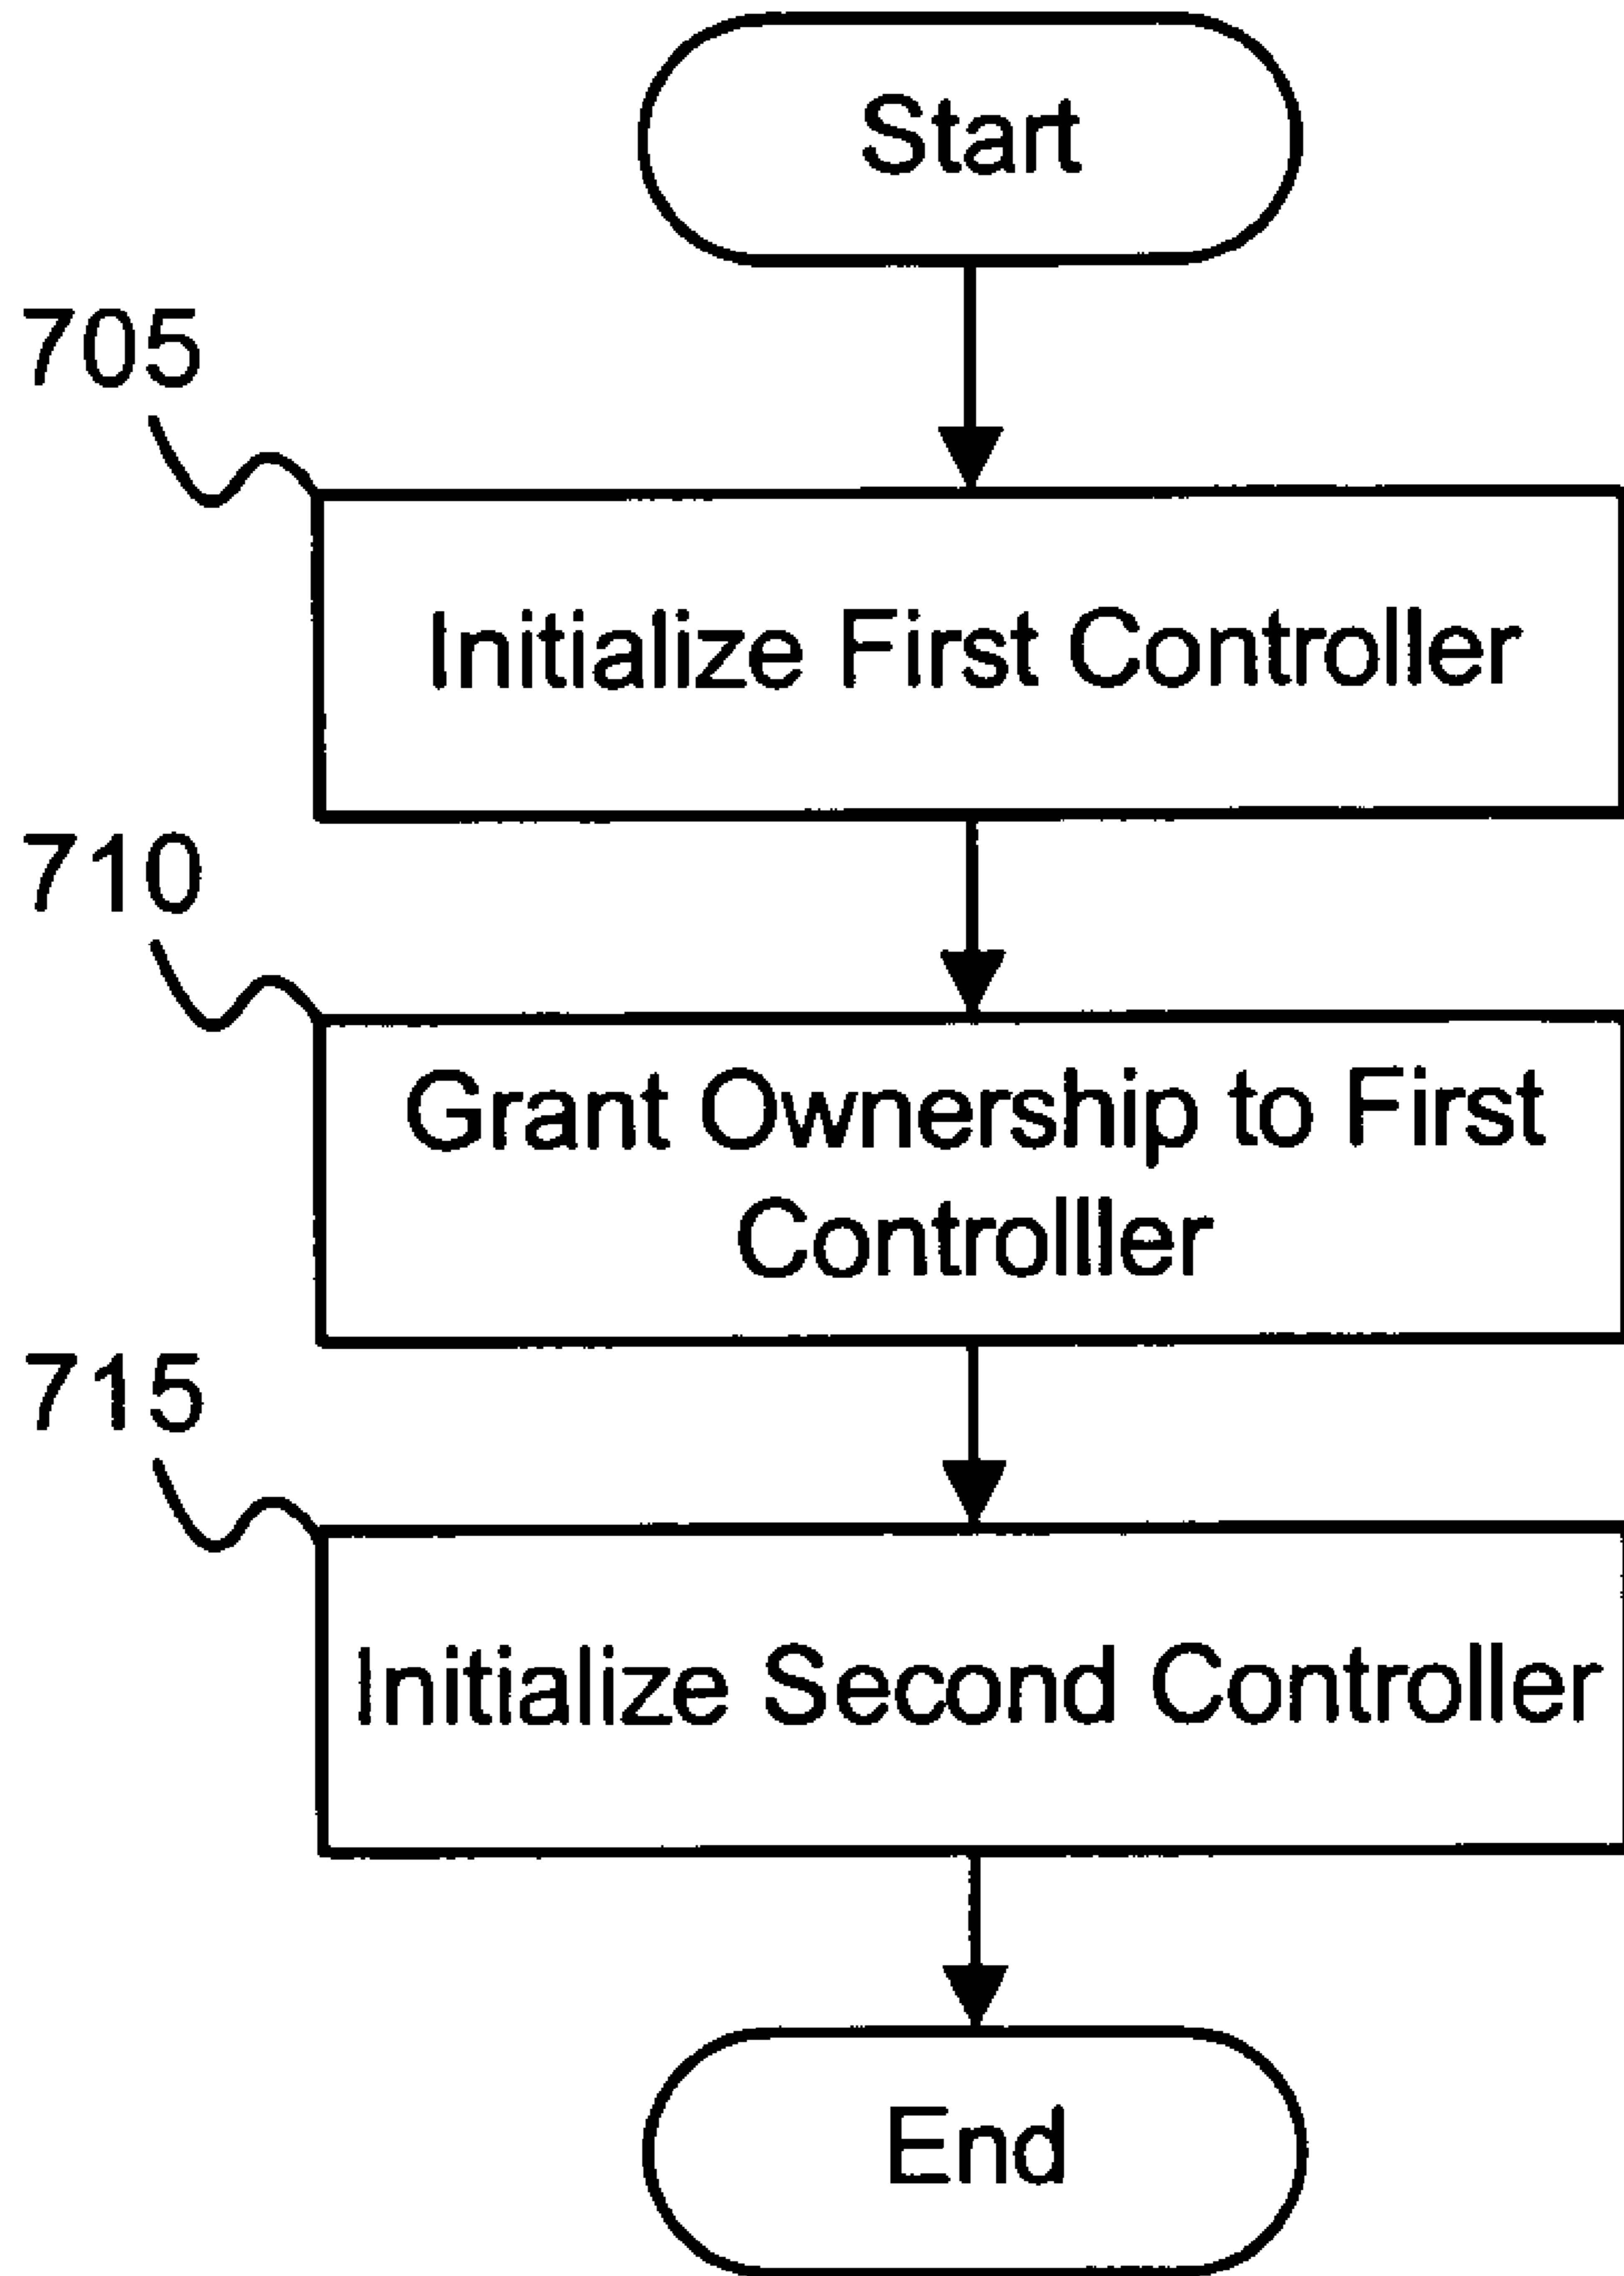 Start
705
Initialize First Controller
710
Grant Ownership to First
Controlller
715
Initialize Second Controller
End